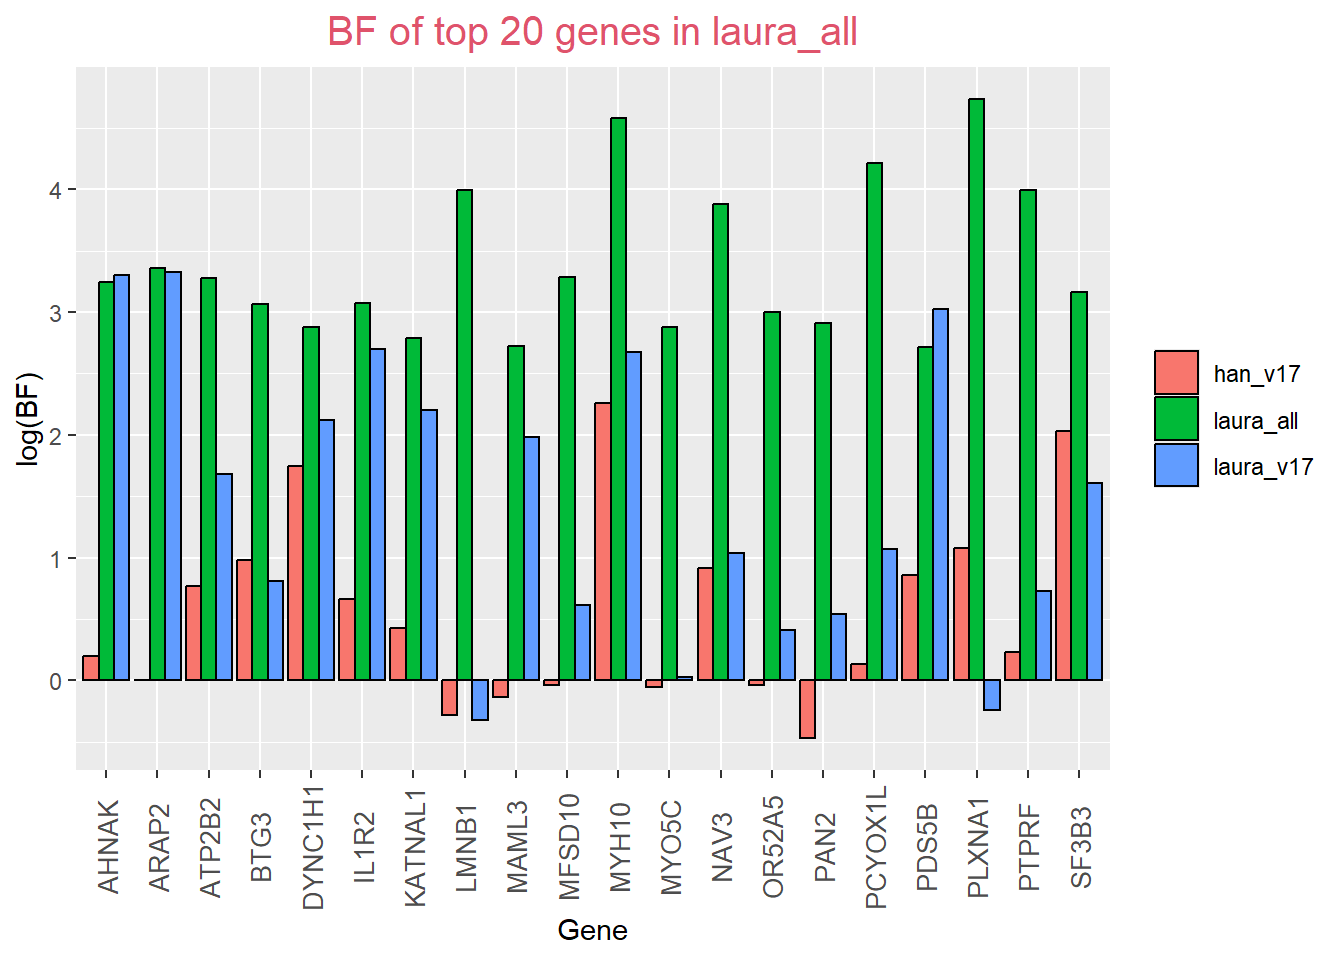 BF of top 20 genes in laura_all
log(BF)
4
3
2
1
0
han_v17
laura_all
laura_v17
AHNAK
ARAP2
ATP2B2
BTG3
DYNC1H1
IL1R2
KATNAL1
LMNB1
MAML3
MFSD10
MYH10
MYO5C
NAV3
OR52A5
PAN2
PCYOX1L
PDS5B
PLXNA1
PTPRF
SF3B3
Gene